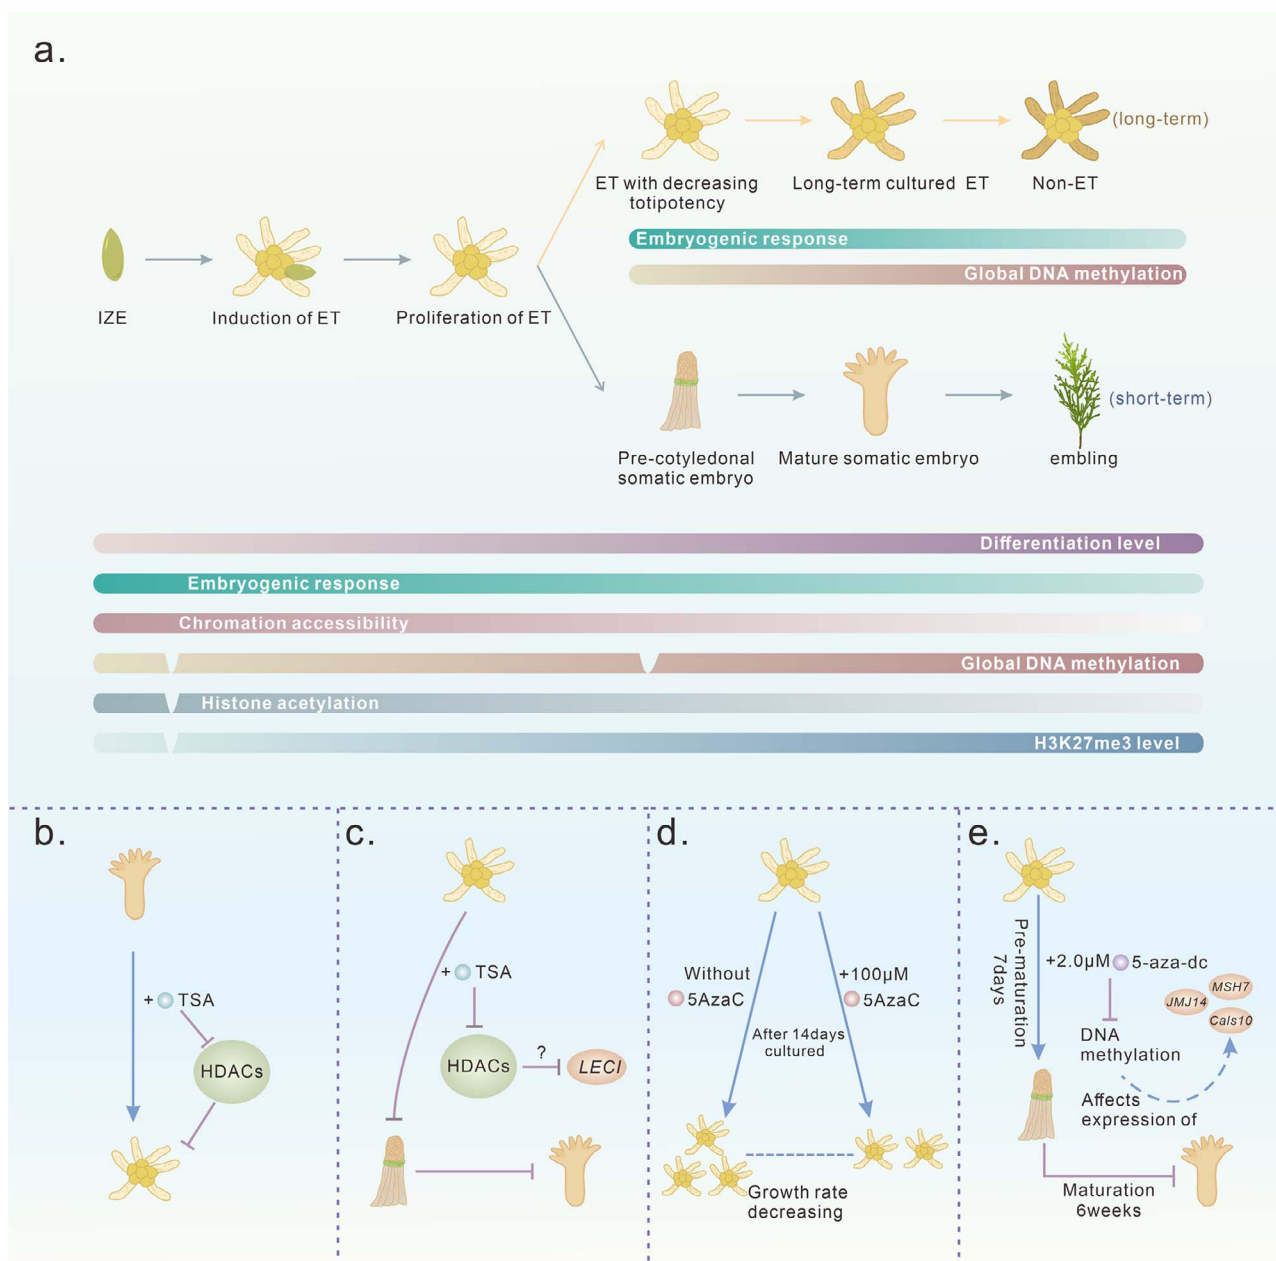 a.
(long-term)
ET with decreasing
totipotency
Long-term cultured ET
Non-ET
Embryogenic response
Global DNA methylation
IZE
Induction of ET
Proliferation of ET
(short-term)
Pre-cotyledonal
somatic embryo
Mature somatic embryo
embling
Differentiation level
Embryogenic response
Chromation accessibility
Global DNA methylation
Histone acetylation
H3K27me3 level
b.
+ TSA
HDACs
c.
+ TSA
HDACs
?
LECI
d.
Without
5AzaC
+100μM
5AzaC
After 14days
cultured
Growth rate
decreasing
e.
Pre-maturation
7days
+2.0μM 5-aza-dc
MSH7
JMJ14
Cals10
DNA
methylation
Affects
expression of
Maturation
6weeks